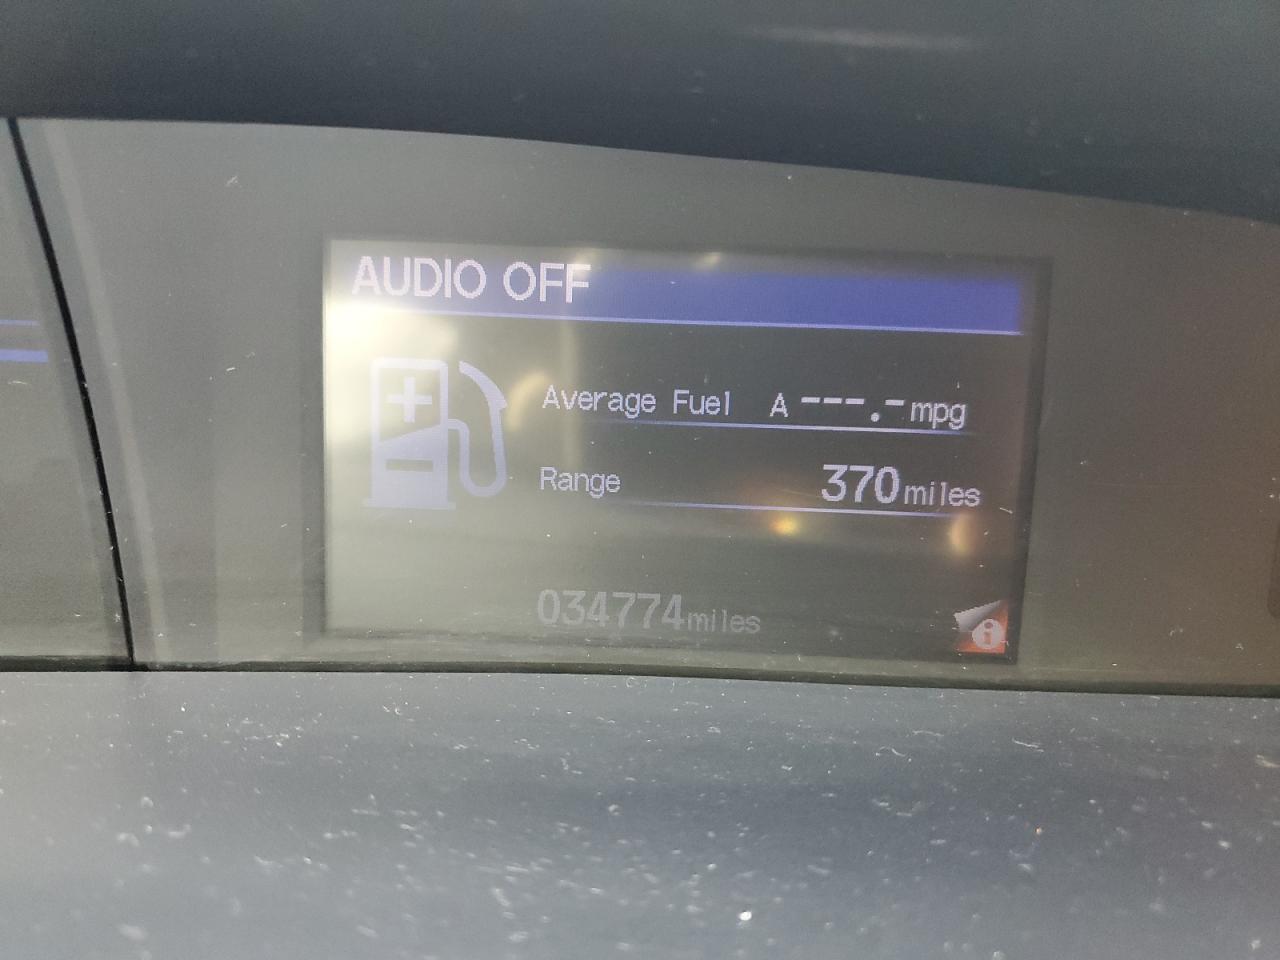 AUDIO OFF
Average Fuel A ---.- mpg
Range 370 miles
034774 miles
i